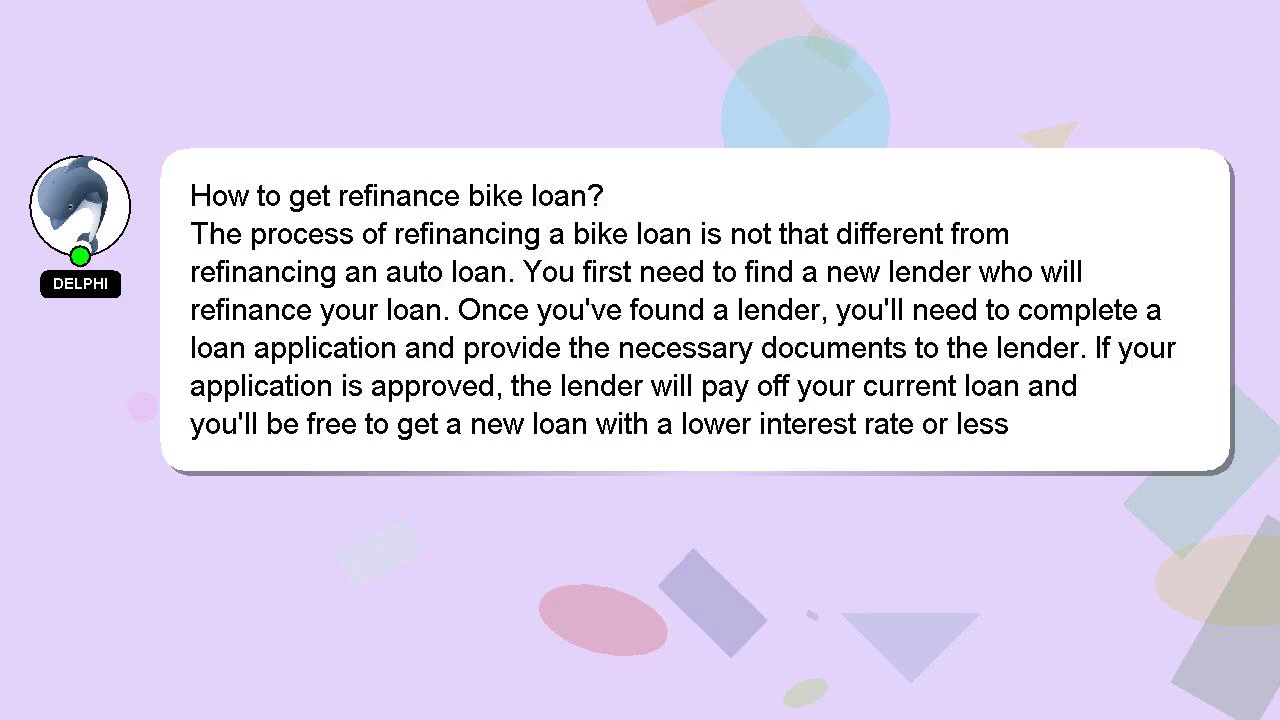 How to get refinance bike loan?
The process of refinancing a bike loan is not that different from
refinancing an auto loan. You first need to find a new lender who will
refinance your loan. Once you've found a lender, you'll need to complete a
loan application and provide the necessary documents to the lender. If your
application is approved, the lender will pay off your current loan and
you'll be free to get a new loan with a lower interest rate or less
DELPHI